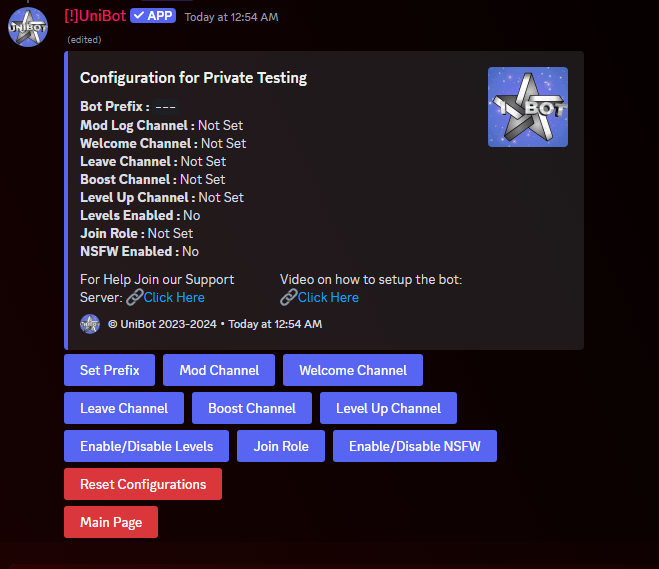 [!]UniBot ✓ APP Today at 12:54 AM
(edited)
UNIBOT
Configuration for Private Testing
Bot Prefix : ---
Mod Log Channel : Not Set
Welcome Channel : Not Set
Leave Channel : Not Set
Boost Channel : Not Set
Level Up Channel : Not Set
Levels Enabled : No
Join Role : Not Set
NSFW Enabled : No
BOT
For Help Join our Support
Server: 🔗Click Here
Video on how to setup the bot:
🔗Click Here
© UniBot 2023-2024 • Today at 12:54 AM
Set Prefix
Mod Channel
Welcome Channel
Leave Channel
Boost Channel
Level Up Channel
Enable/Disable Levels
Join Role
Enable/Disable NSFW
Reset Configurations
Main Page